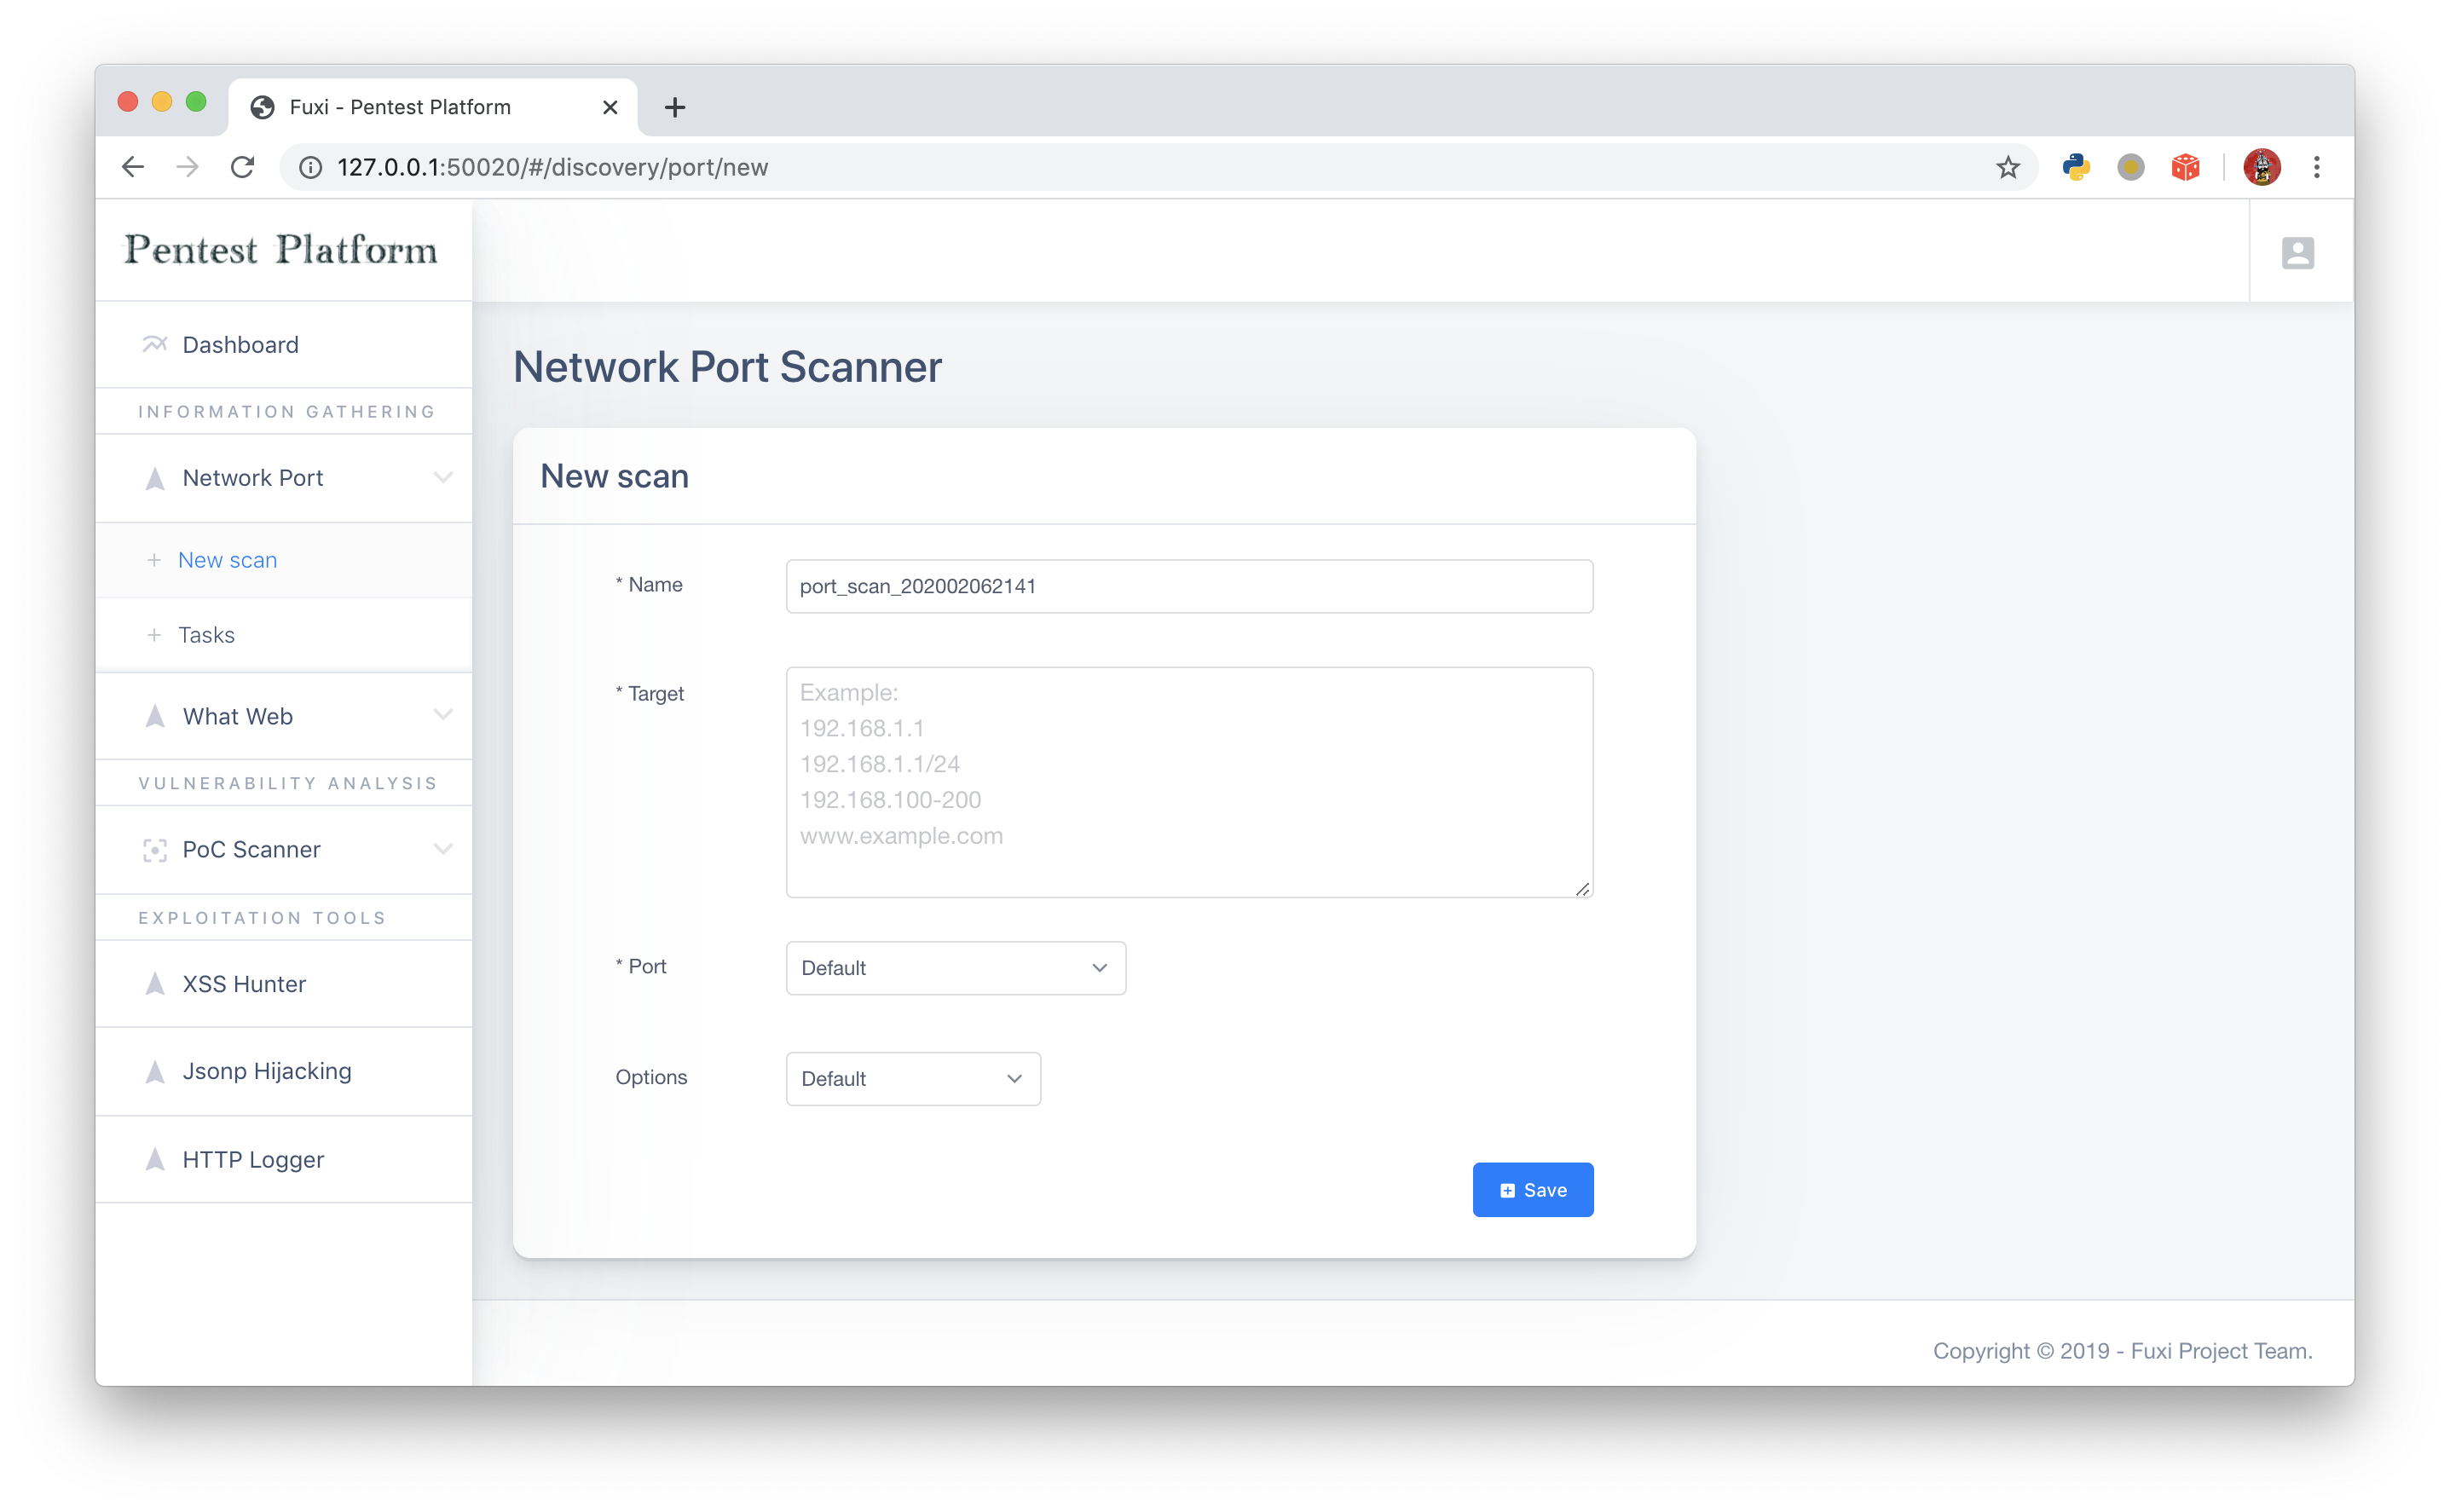 Fuxi - Pentest Platform
127.0.0.1:50020/#/discovery/port/new
Pentest Platform
Dashboard
INFORMATION GATHERING
Network Port
New scan
Tasks
What Web
VULNERABILITY ANALYSIS
PoC Scanner
EXPLOITATION TOOLS
XSS Hunter
Jsonp Hijacking
HTTP Logger
Network Port Scanner
New scan
* Name
port_scan_202002062141
* Target
Example:
192.168.1.1
192.168.1.1/24
192.168.100-200
www.example.com
* Port
Default
Options
Default
Save
Copyright © 2019 - Fuxi Project Team.